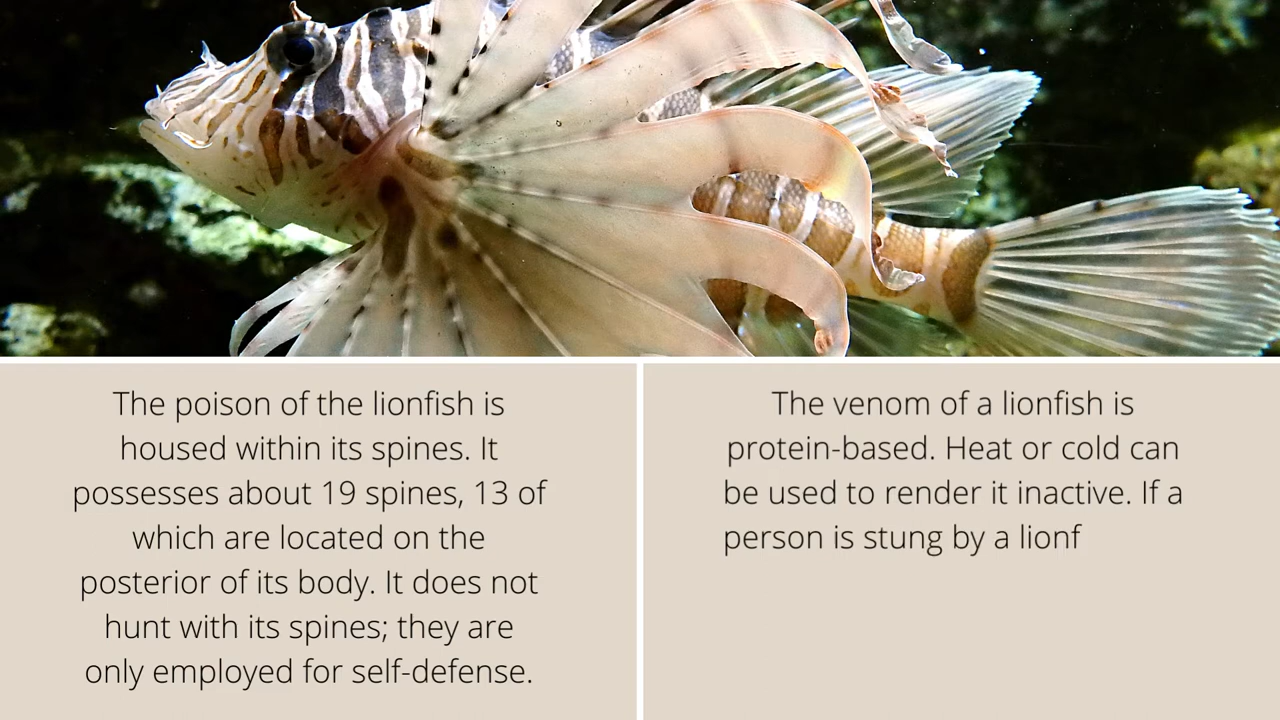 The poison of the lionfish is
housed within its spines. It
possesses about 19 spines, 13 of
which are located on the
posterior of its body. It does not
hunt with its spines; they are
only employed for self-defense.
The venom of a lionfish is
protein-based. Heat or cold can
be used to render it inactive. If a
person is stung by a lionf